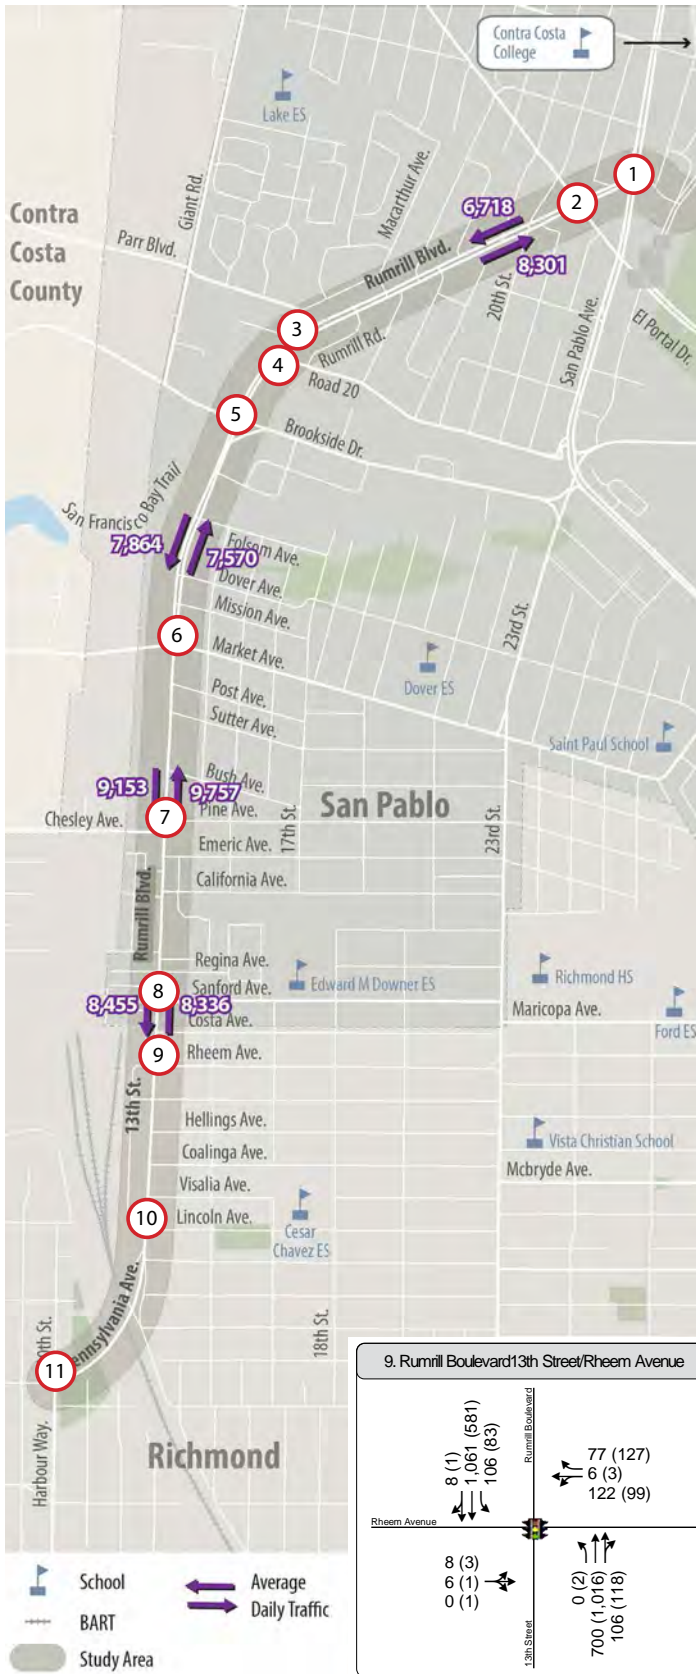 Contra Costa
College
Lake ES
1
2
Macarthur Ave.
Giant Rd.
6,718
Contra
Costa
County
Parr Blvd.
Rumrill Blvd.
8,301
20th St.
San Pablo Ave.
El Portal Dr.
3
Rumrill Rd.
4
Road 20
5
Brookside Dr.
San Francisco Bay Trail
7,864
7,570
Folsom Ave.
Dover Ave.
Mission Ave.
6
Market Ave.
23rd St.
Dover ES
Post Ave.
Sutter Ave.
Saint Paul School
Bush Ave.
9,153
9,757
Pine Ave.
San Pablo
Chesley Ave.
7
17th St.
23rd St.
Emeric Ave.
California Ave.
Rumrill Blvd.
Regina Ave.
Sanford Ave.
Edward M Downer ES
Richmond HS
8
8,455
8,336
Costa Ave.
Maricopa Ave.
Ford ES
9
Rheem Ave.
13th St.
Hellings Ave.
Coalinga Ave.
Vista Christian School
Mcbryde Ave.
Visalia Ave.
10
Lincoln Ave.
Cesar
Chavez ES
ennsylvania Ave.
0th St.
18th St.
11
Harbour Way.
Richmond
9. Rumrill Boulevard13th Street/Rheem Avenue
Rumrill Boulevard
8 (1)
1,061 (581)
106 (83)
77 (127)
6 (3)
122 (99)
Rheem Avenue
8 (3)
6 (1)
0 (1)
0 (2)
700 (1,016)
106 (118)
13th Street
School
Average
Daily Traffic
BART
Study Area